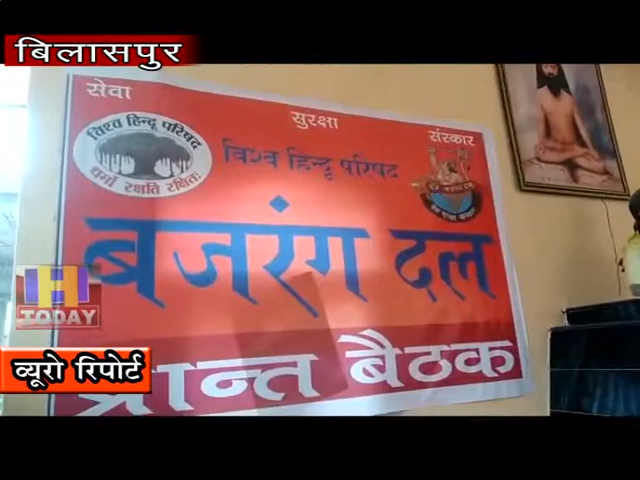 बिलासपुर
सेवा सुरक्षा संस्कार
विश्व हिन्दू परिषद
धर्मो रक्षति रक्षितः
विश्व हिन्दू परिषद
बजरंग दल
प्रान्त बैठक
H
TODAY
ब्यूरो रिपोर्ट